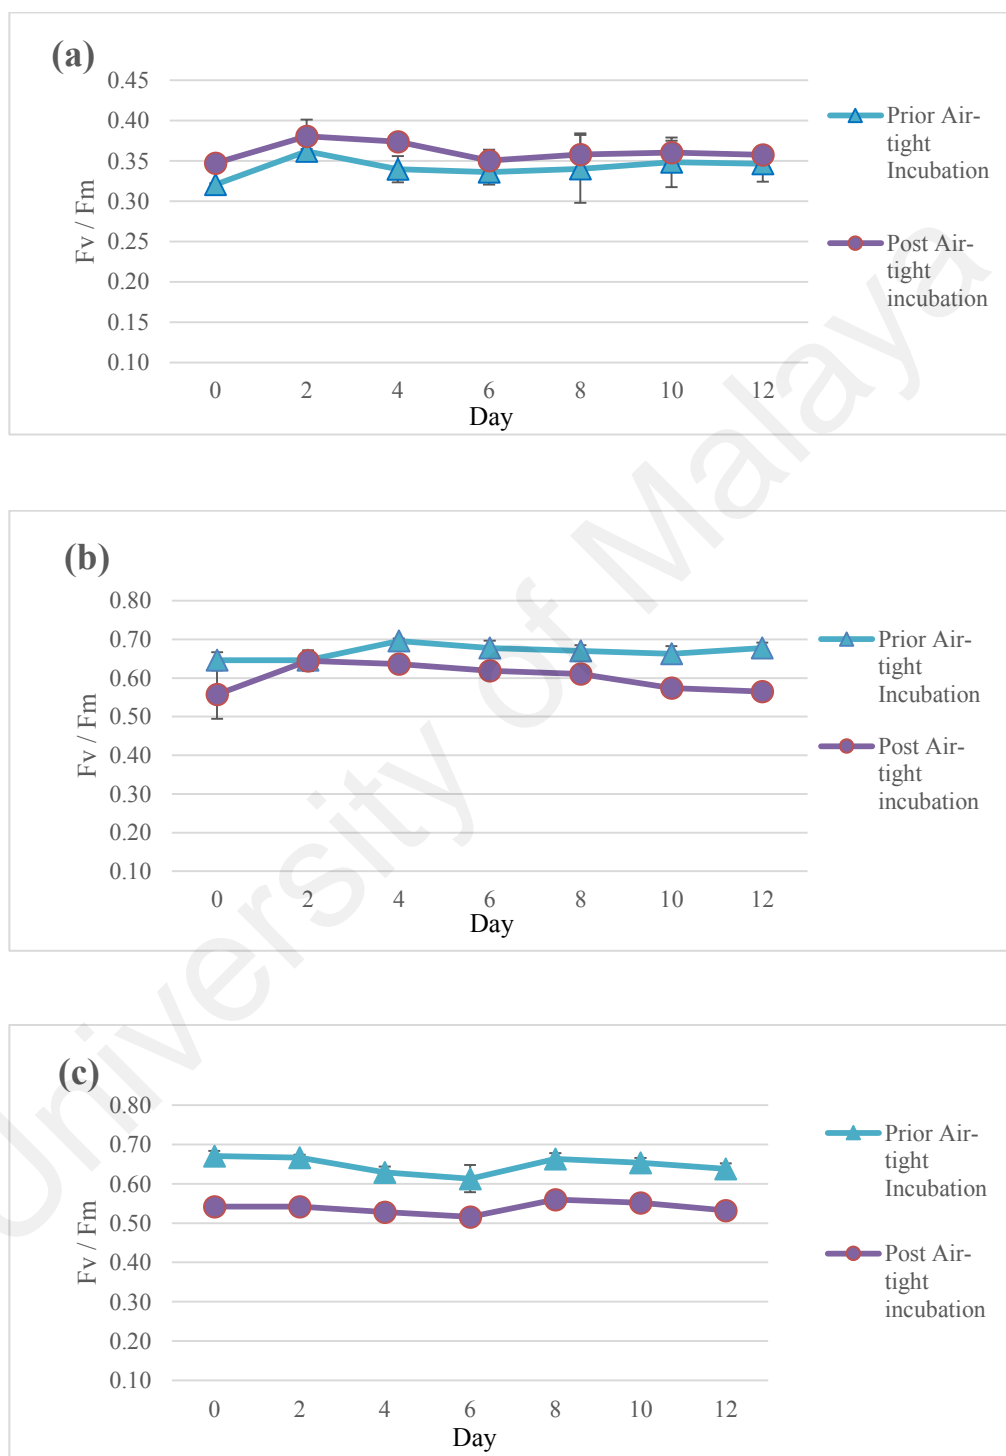 (a)
0.45
0.40
0.35
0.30
0.25
0.20
0.15
0.10
Fv / Fm
0 2 4 6 8 10 12
Day
Prior Air-
tight
Incubation
Post Air-
tight
incubation
(b)
0.80
0.70
0.60
0.50
0.40
0.30
0.20
0.10
Fv / Fm
0 2 4 6 8 10 12
Day
Prior Air-
tight
Incubation
Post Air-
tight
incubation
(c)
0.80
0.70
0.60
0.50
0.40
0.30
0.20
0.10
Fv / Fm
0 2 4 6 8 10 12
Day
Prior Air-
tight
Incubation
Post Air-
tight
incubation
University of Malaya